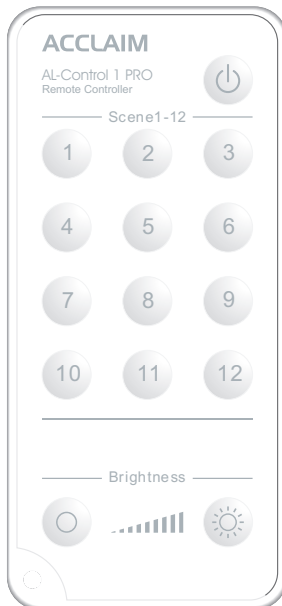 ACCLAIM
AL-Control 1 PRO
Remote Controller
Scene1-12
1 2 3
4 5 6
7 8 9
10 11 12
Brightness